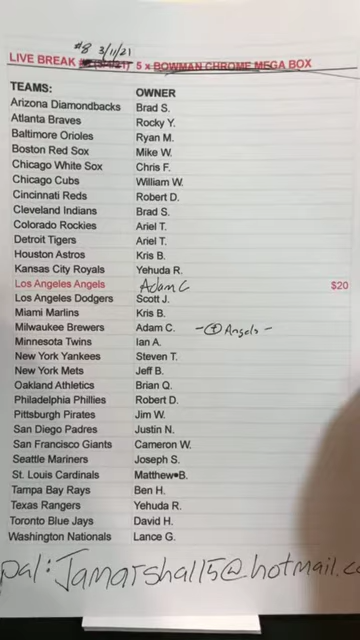 #8 3/11/21
LIVE BREAK 5 x BOWMAN CHROME MEGA BOX
TEAMS: OWNER
Arizona Diamondbacks Brad S.
Atlanta Braves Rocky Y.
Baltimore Orioles Ryan M.
Boston Red Sox Mike W.
Chicago White Sox Chris F.
Chicago Cubs William W.
Cincinnati Reds Robert D.
Cleveland Indians Brad S.
Colorado Rockies Ariel T.
Detroit Tigers Ariel T.
Houston Astros Kris B.
Kansas City Royals Yehuda R.
Los Angeles Angels Adam C $20
Los Angeles Dodgers Scott J.
Miami Marlins Kris B.
Milwaukee Brewers Adam C. - + Angels -
Minnesota Twins Ian A.
New York Yankees Steven T.
New York Mets Jeff B.
Oakland Athletics Brian Q.
Philadelphia Phillies Robert D.
Pittsburgh Pirates Jim W.
San Diego Padres Justin N.
San Francisco Giants Cameron W.
Seattle Mariners Joseph S.
St. Louis Cardinals Matthew B.
Tampa Bay Rays Ben H.
Texas Rangers Yehuda R.
Toronto Blue Jays David H.
Washington Nationals Lance G.
pal: Jamarshall5@hotmail.c